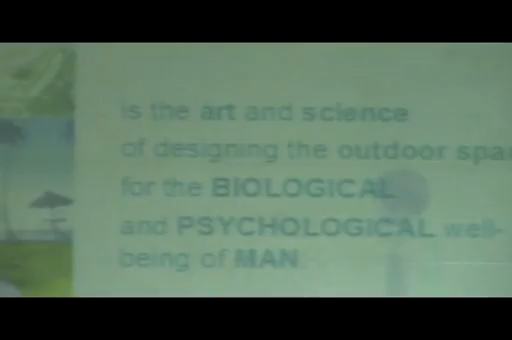 is the art and science
of designing the outdoor spa
for the BIOLOGICAL
and PSYCHOLOGICAL well-
being of MAN.